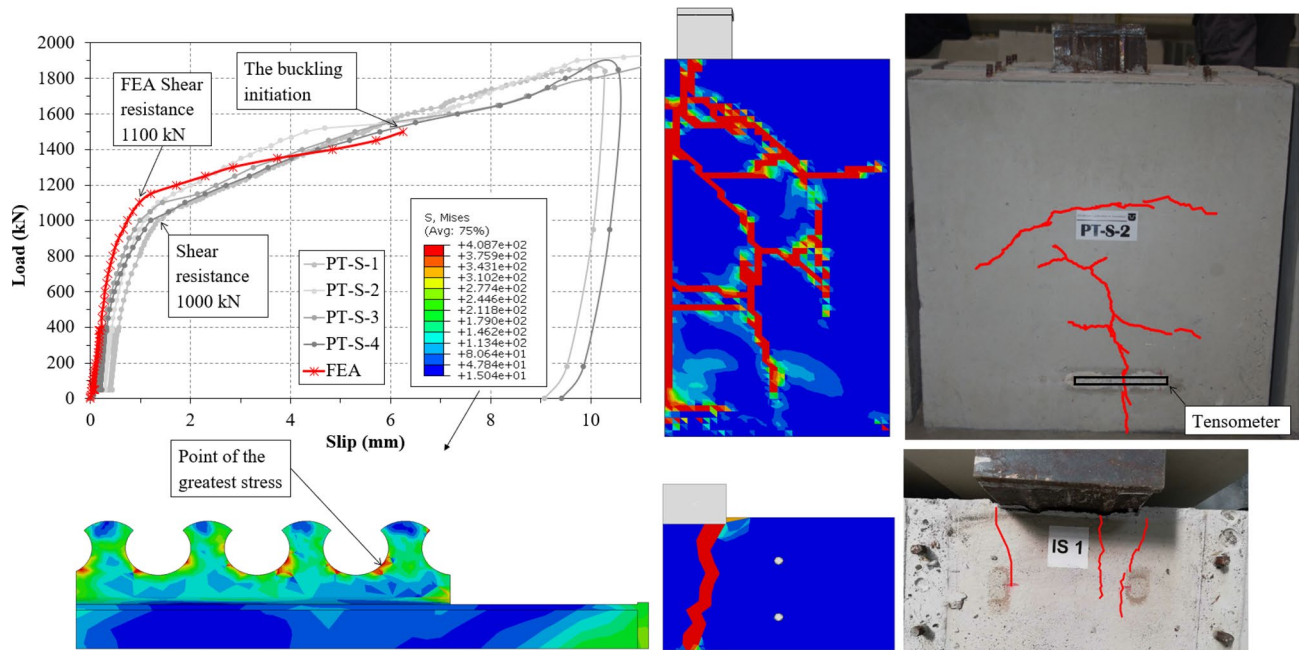 2000
1800
1600
1400
1200
1000
800
600
400
200
0
Load (kN)
0
2
4
6
8
10
Slip (mm)
FEA Shear
resistance
1100 kN
The buckling
initiation
Shear
resistance
1000 kN
PT-S-1
PT-S-2
PT-S-3
PT-S-4
FEA
S, Mises
(Avg: 75%)
+4.087e+02
+3.759e+02
+3.431e+02
+3.102e+02
+2.774e+02
+2.446e+02
+2.118e+02
+1.790e+02
+1.462e+02
+1.134e+02
+8.064e+01
+4.784e+01
+1.504e+01
Point of the
greatest stress
PT-S-2
Tensometer
IS 1